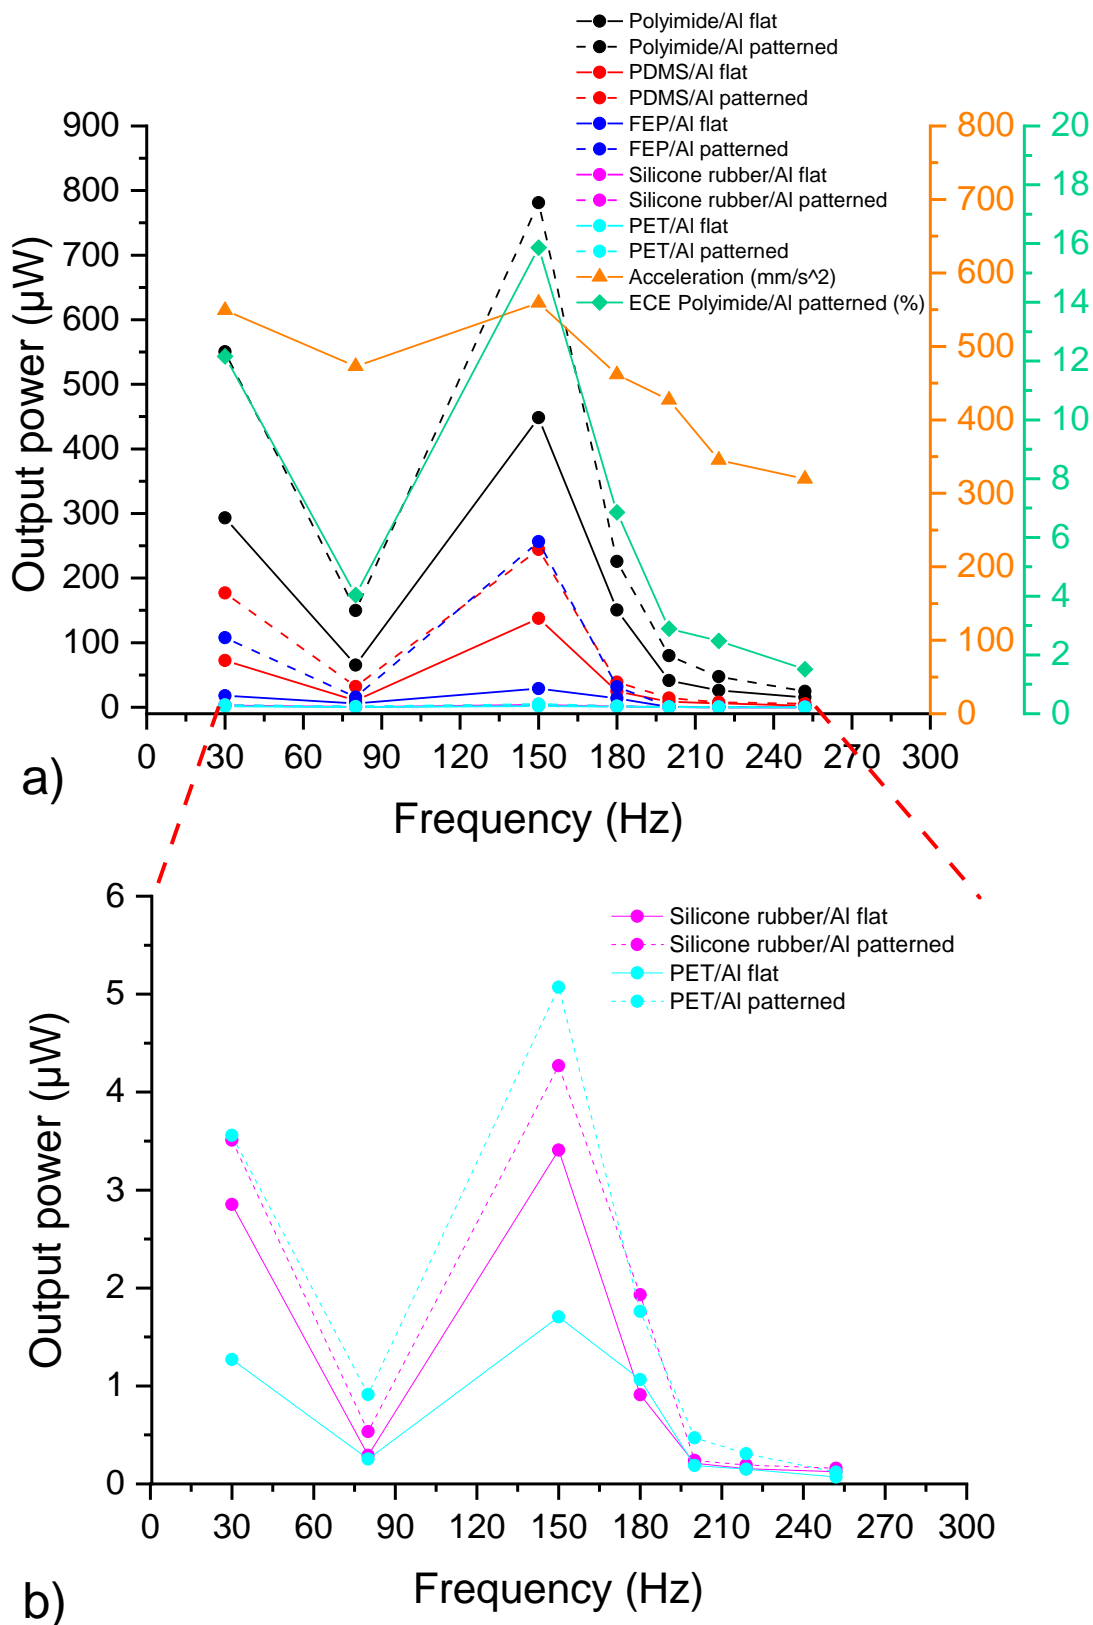 Polyimide/Al flat
Polyimide/Al patterned
PDMS/Al flat
PDMS/Al patterned
FEP/Al flat
FEP/Al patterned
Silicone rubber/Al flat
Silicone rubber/Al patterned
PET/Al flat
PET/Al patterned
Acceleration (mm/s^2)
ECE Polyimide/Al patterned (%)
Output power (µW)
900
800
700
600
500
400
300
200
100
0
800
700
600
500
400
300
200
100
0
20
18
16
14
12
10
8
6
4
2
0
0 30 60 90 120 150 180 210 240 270 300
Frequency (Hz)
a)
Silicone rubber/Al flat
Silicone rubber/Al patterned
PET/Al flat
PET/Al patterned
Output power (µW)
6
5
4
3
2
1
0
0 30 60 90 120 150 180 210 240 270 300
Frequency (Hz)
b)